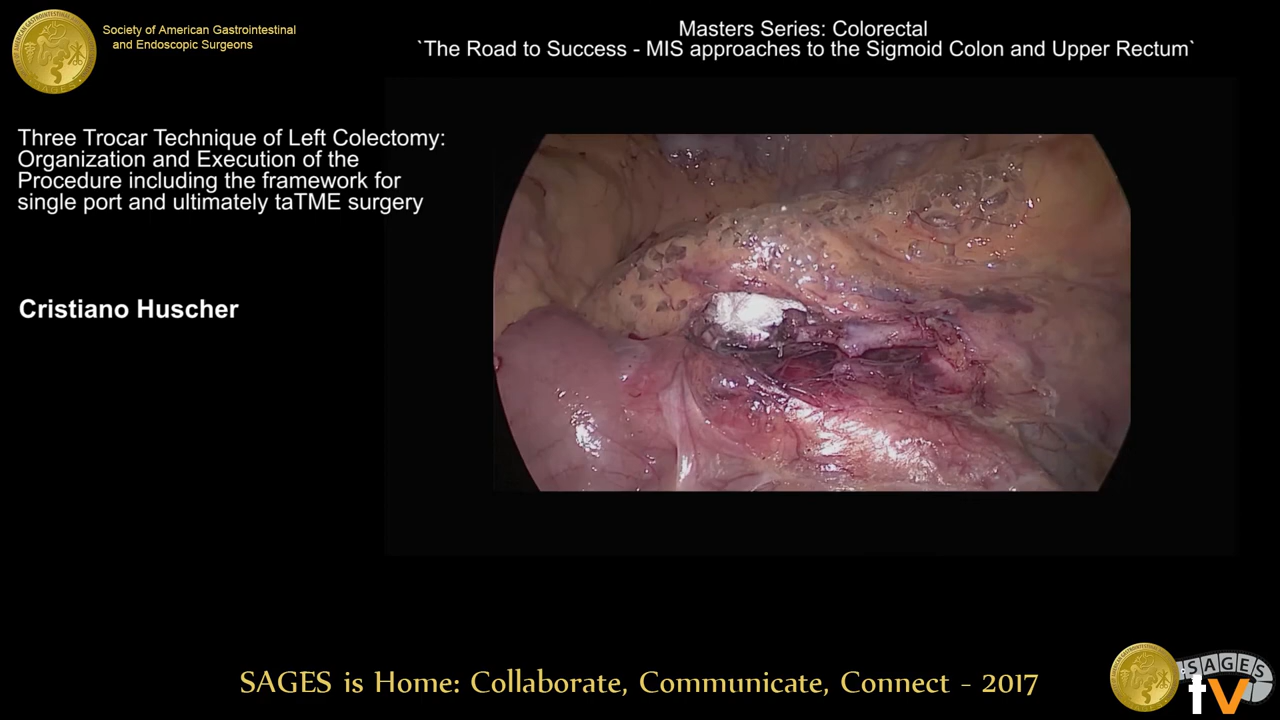 Society of American Gastrointestinal
and Endoscopic Surgeons
Masters Series: Colorectal
`The Road to Success - MIS approaches to the Sigmoid Colon and Upper Rectum`
Three Trocar Technique of Left Colectomy:
Organization and Execution of the
Procedure including the framework for
single port and ultimately taTME surgery
Cristiano Huscher
SAGES is Home: Collaborate, Communicate, Connect - 2017
SAGES
tv